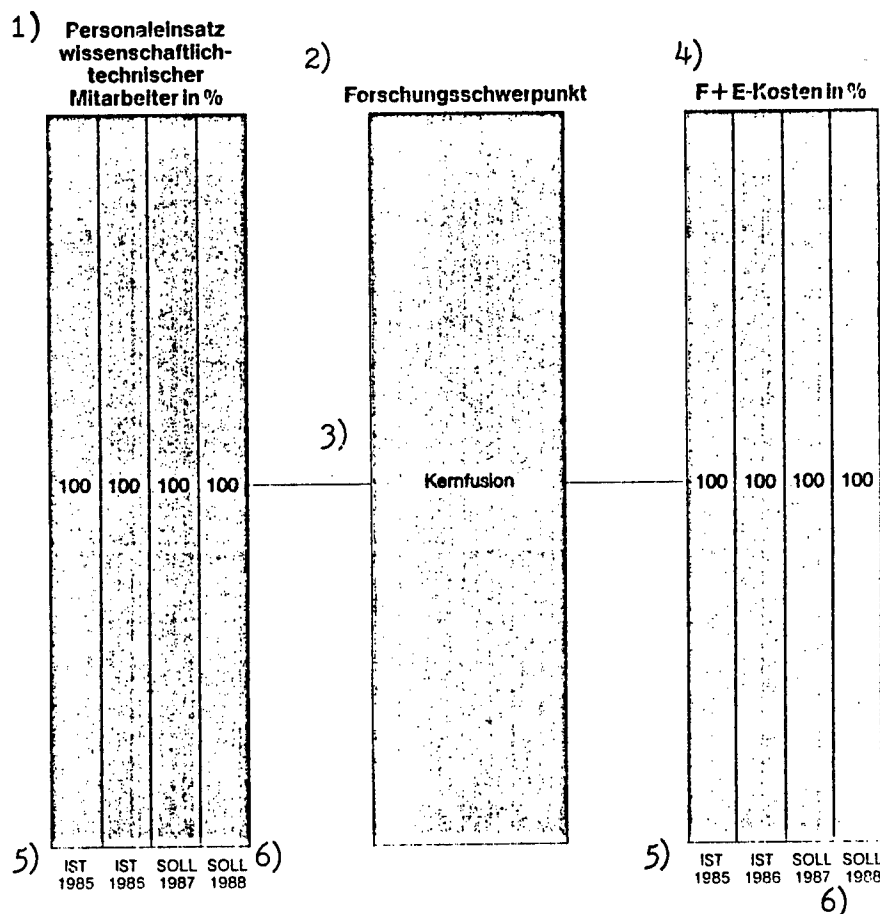 1)
Personaleinsatz
wissenschaftlich-
technischer
Mitarbeiter in %
2)
Forschungsschwerpunkt
4)
F+E-Kosten in %
3)
100 100 100 100
Kernfusion
100 100 100 100
5)
IST 1985
IST 1985
SOLL 1987
SOLL 1988
6)
5)
IST 1985
IST 1986
SOLL 1987
SOLL 1988
6)